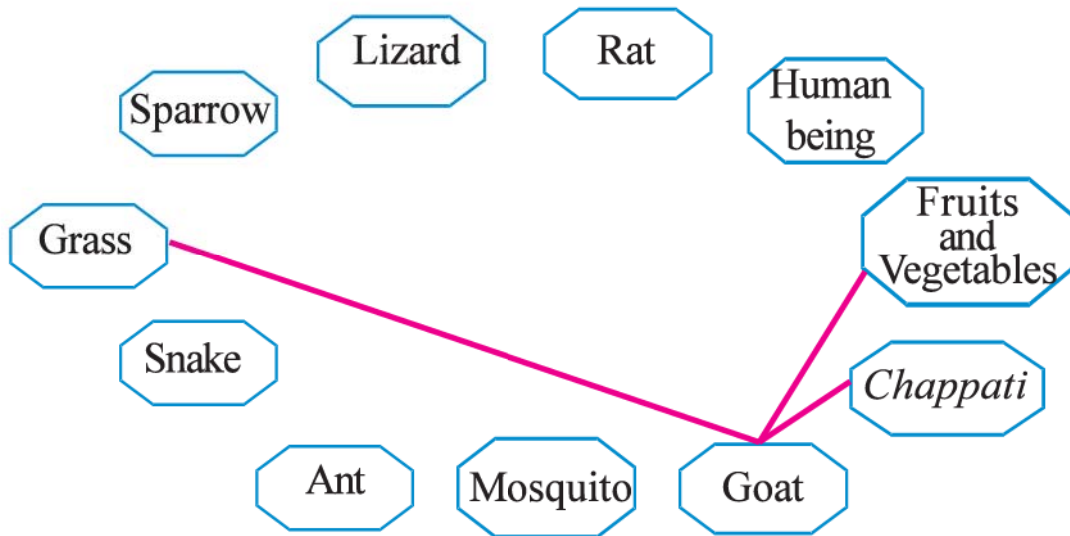 Lizard
Rat
Sparrow
Human
being
Grass
Fruits
and
Vegetables
Snake
Chappati
Ant
Mosquito
Goat